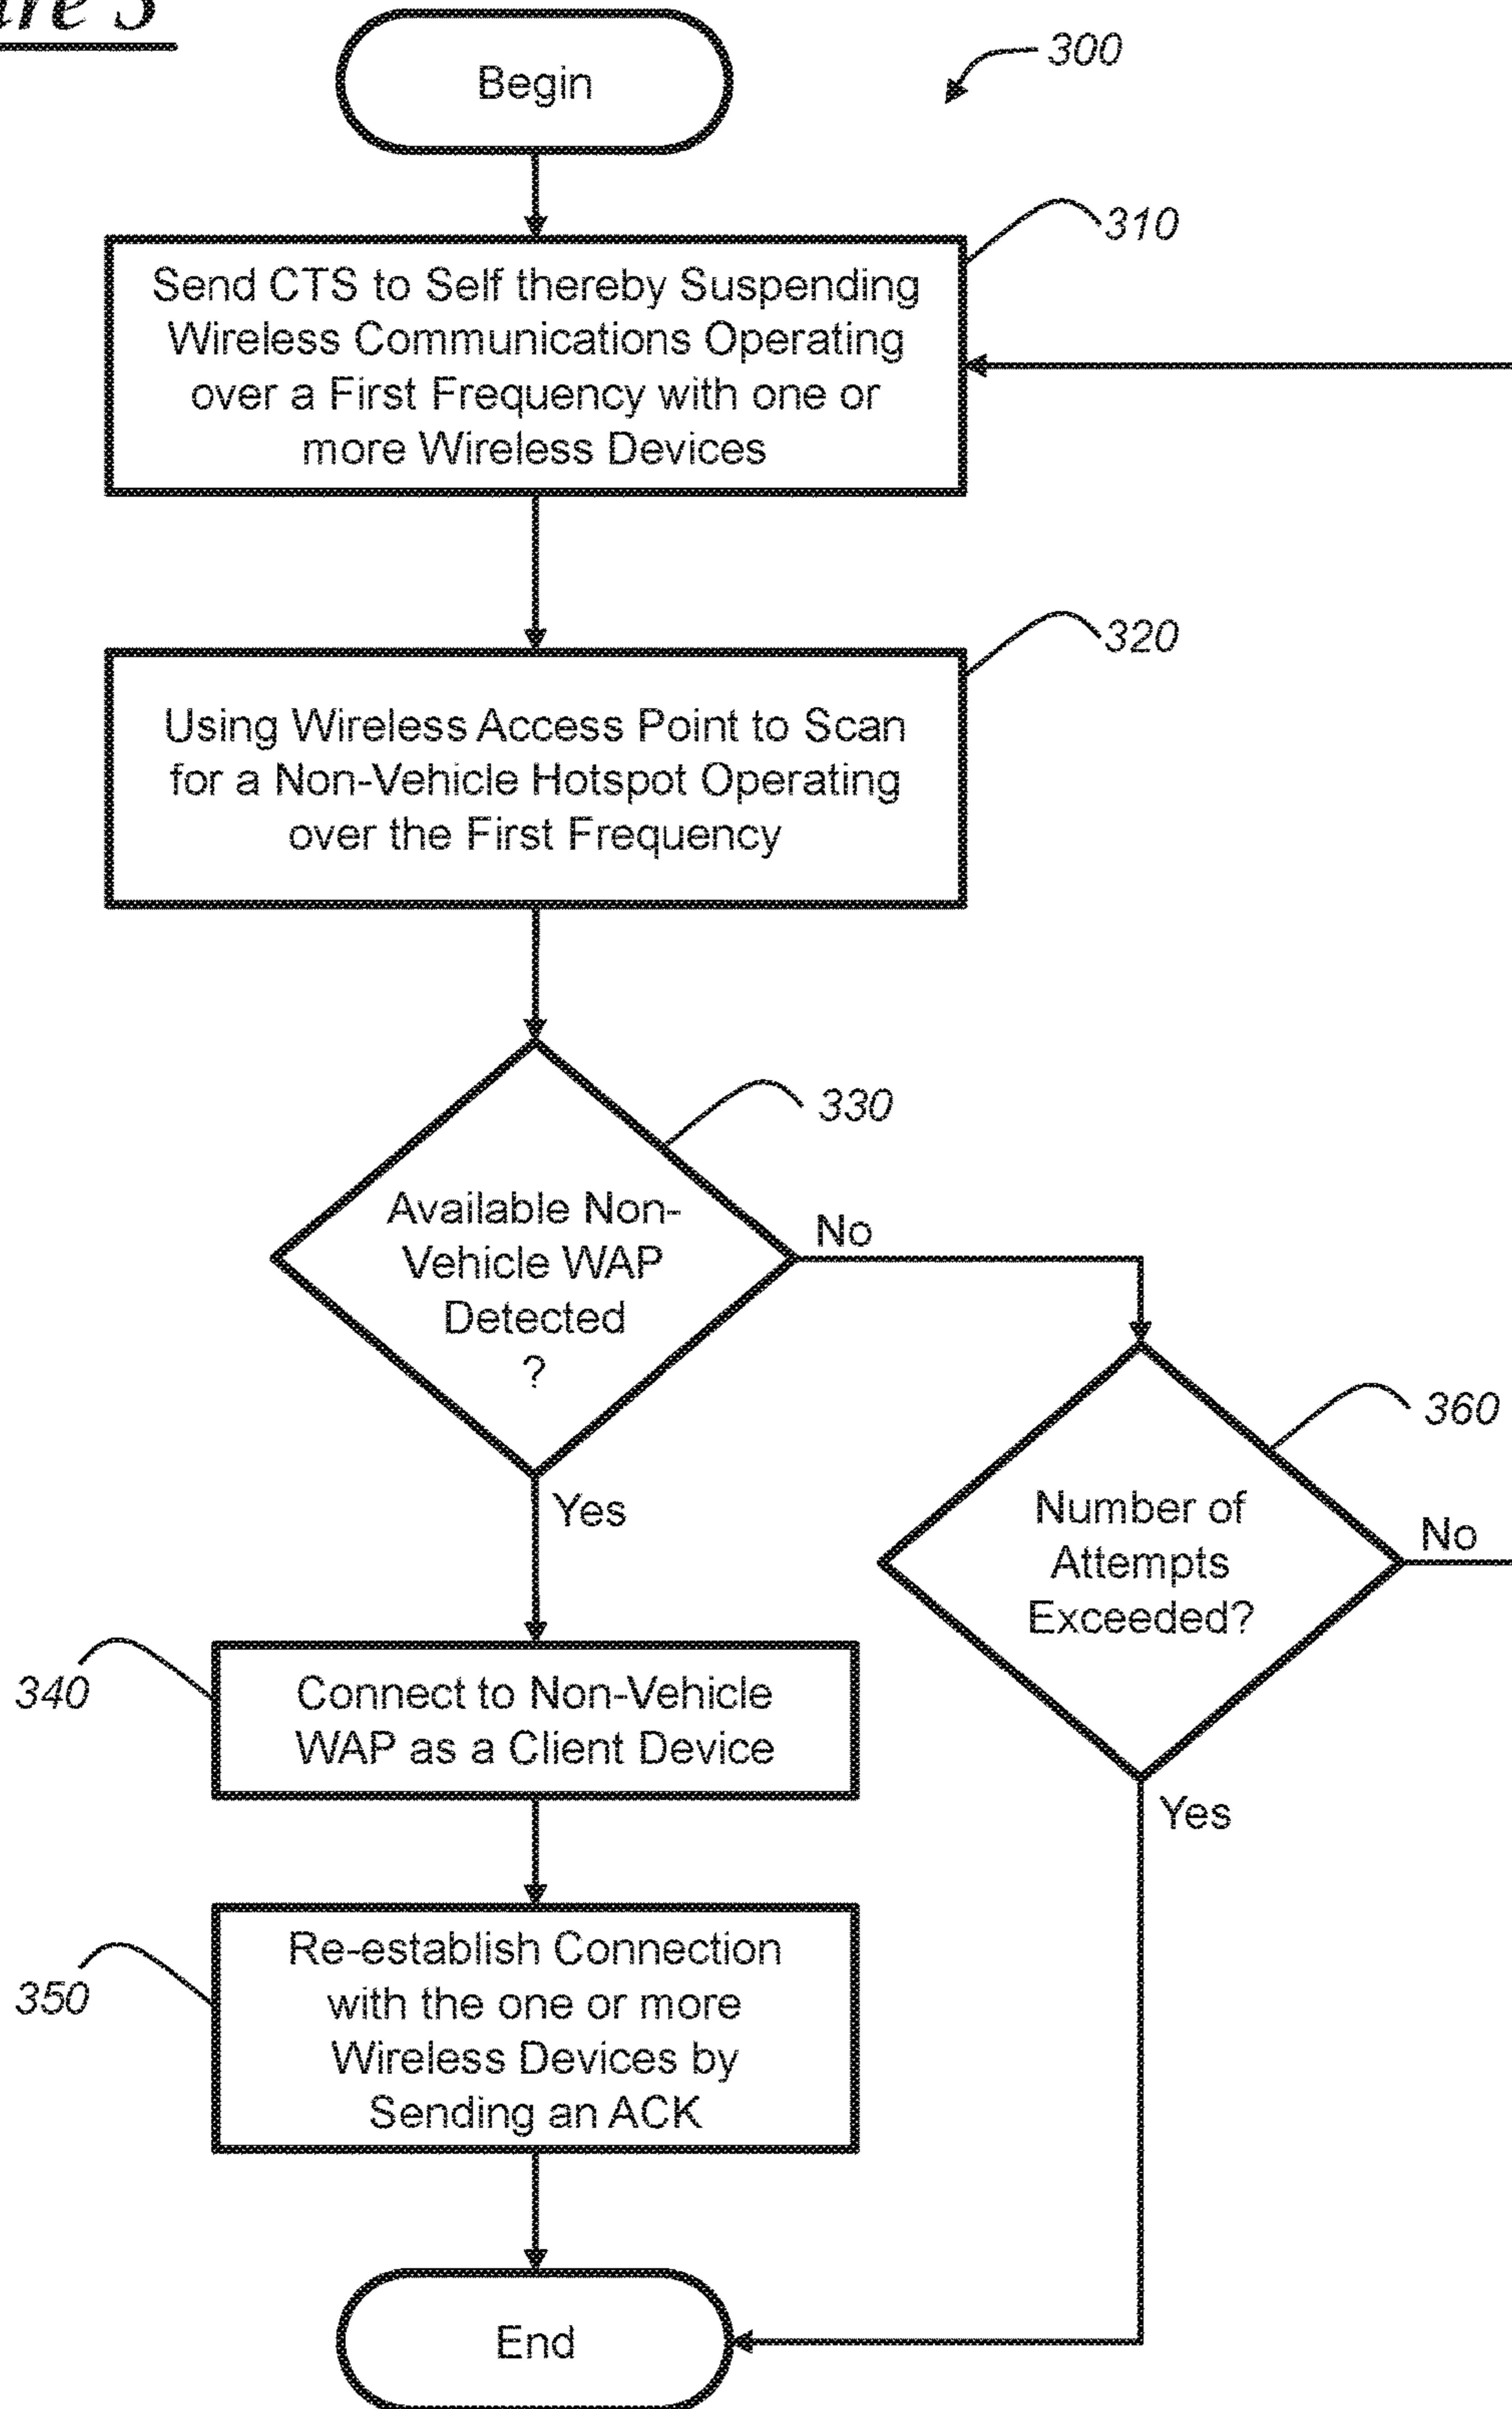 300
Begin
310
Send CTS to Self thereby Suspending
Wireless Communications Operating
over a First Frequency with one or
more Wireless Devices
320
Using Wireless Access Point to Scan
for a Non-Vehicle Hotspot Operating
over the First Frequency
330
Available Non-
Vehicle WAP
Detected
?
No
Yes
360
Number of
Attempts
Exceeded?
No
Yes
340
Connect to Non-Vehicle
WAP as a Client Device
350
Re-establish Connection
with the one or more
Wireless Devices by
Sending an ACK
End